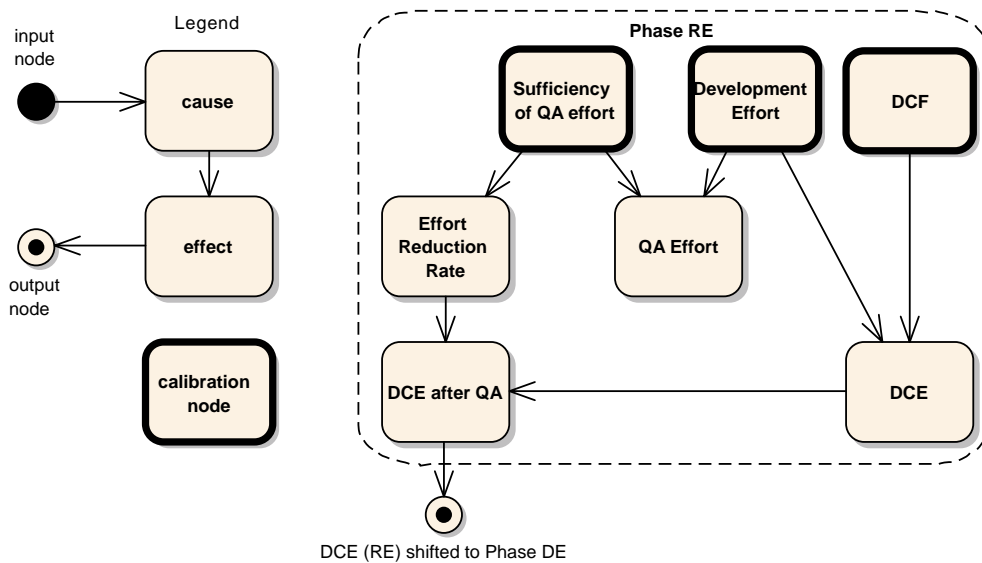 Legend
input
node
cause
effect
output
node
calibration
node
Phase RE
Sufficiency
of QA effort
Development
Effort
DCF
Effort
Reduction
Rate
QA Effort
DCE after QA
DCE
DCE (RE) shifted to Phase DE